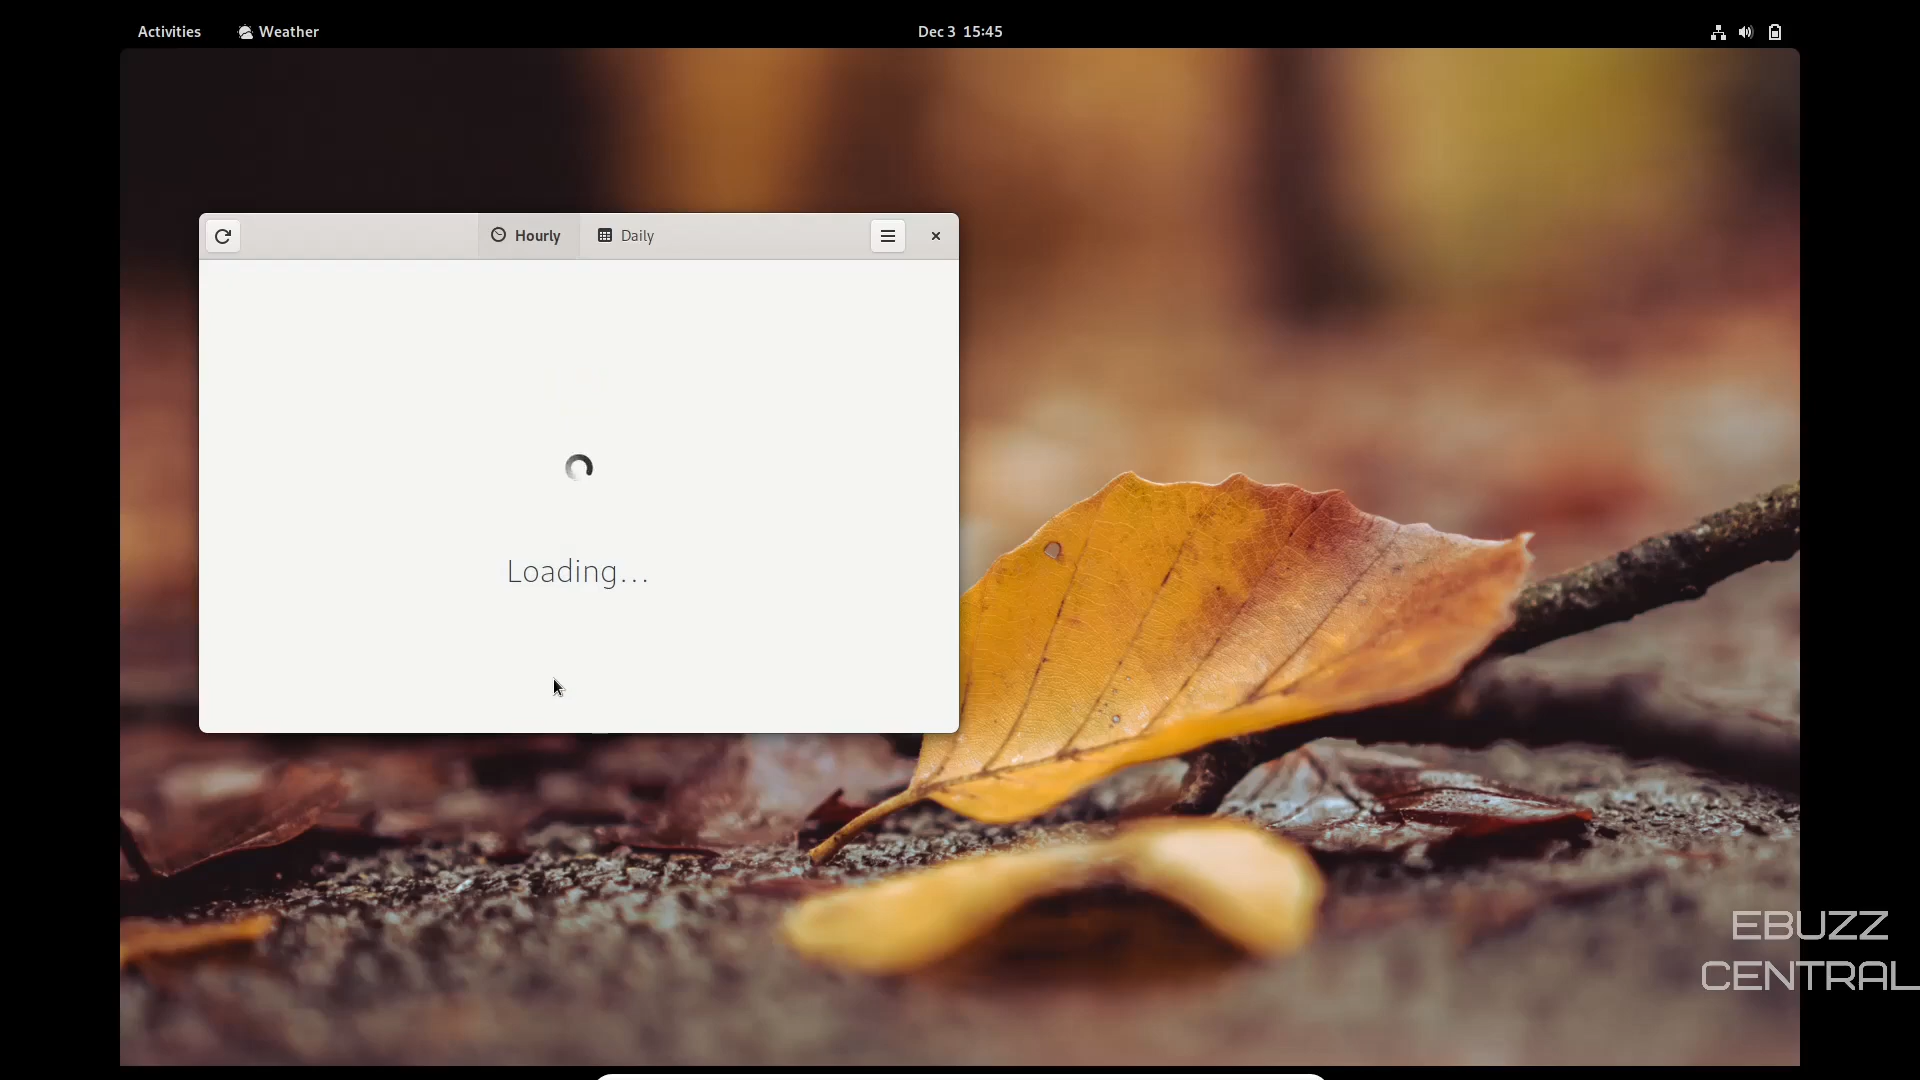 Activities
Weather
Dec 3 15:45
Hourly
Daily
Loading...
EBUZZ
CENTRAL